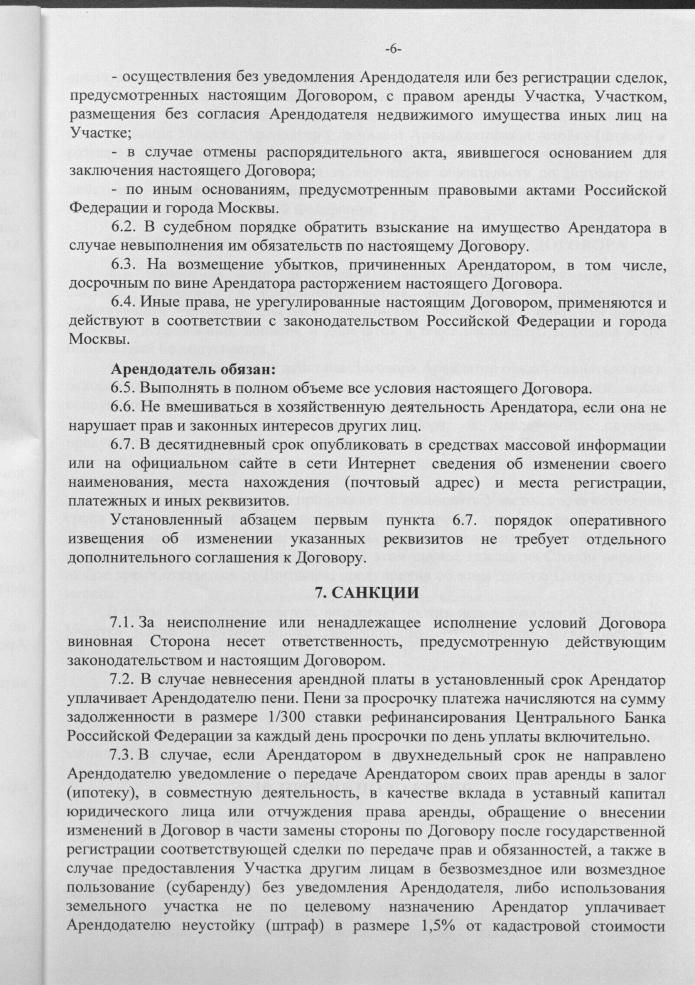 -6-
- осуществления без уведомления Арендодателя или без регистрации сделок,
предусмотренных настоящим Договором, с правом аренды Участка, Участком,
размещения без согласия Арендодателя недвижимого имущества иных лиц на
Участке;
- в случае отмены распорядительного акта, явившегося основанием для
заключения настоящего Договора;
- по иным основаниям, предусмотренным правовыми актами Российской
Федерации и города Москвы.
6.2. В судебном порядке обратить взыскание на имущество Арендатора в
случае невыполнения им обязательств по настоящему Договору.
6.3. На возмещение убытков, причиненных Арендатором, в том числе,
досрочным по вине Арендатора расторжением настоящего Договора.
6.4. Иные права, не урегулированные настоящим Договором, применяются и
действуют в соответствии с законодательством Российской Федерации и города
Москвы.
Арендодатель обязан:
6.5. Выполнять в полном объеме все условия настоящего Договора.
6.6. Не вмешиваться в хозяйственную деятельность Арендатора, если она не
нарушает прав и законных интересов других лиц.
6.7. В десятидневный срок опубликовать в средствах массовой информации
или на официальном сайте в сети Интернет сведения об изменении своего
наименования, места нахождения (почтовый адрес) и места регистрации,
платежных и иных реквизитов.
Установленный абзацем первым пункта 6.7. порядок оперативного
извещения об изменении указанных реквизитов не требует отдельного
дополнительного соглашения к Договору.
7. САНКЦИИ
7.1. За неисполнение или ненадлежащее исполнение условий Договора
виновная Сторона несет ответственность, предусмотренную действующим
законодательством и настоящим Договором.
7.2. В случае невнесения арендной платы в установленный срок Арендатор
уплачивает Арендодателю пени. Пени за просрочку платежа начисляются на сумму
задолженности в размере 1/300 ставки рефинансирования Центрального Банка
Российской Федерации за каждый день просрочки по день уплаты включительно.
7.3. В случае, если Арендатором в двухнедельный срок не направлено
Арендодателю уведомление о передаче Арендатором своих прав аренды в залог
(ипотеку), в совместную деятельность, в качестве вклада в уставный капитал
юридического лица или отчуждения права аренды, обращение о внесении
изменений в Договор в части замены стороны по Договору после государственной
регистрации соответствующей сделки по передаче прав и обязанностей, а также в
случае предоставления Участка другим лицам в безвозмездное или возмездное
пользование (субаренду) без уведомления Арендодателя, либо использования
земельного участка не по целевому назначению Арендатор уплачивает
Арендодателю неустойку (штраф) в размере 1,5% от кадастровой стоимости